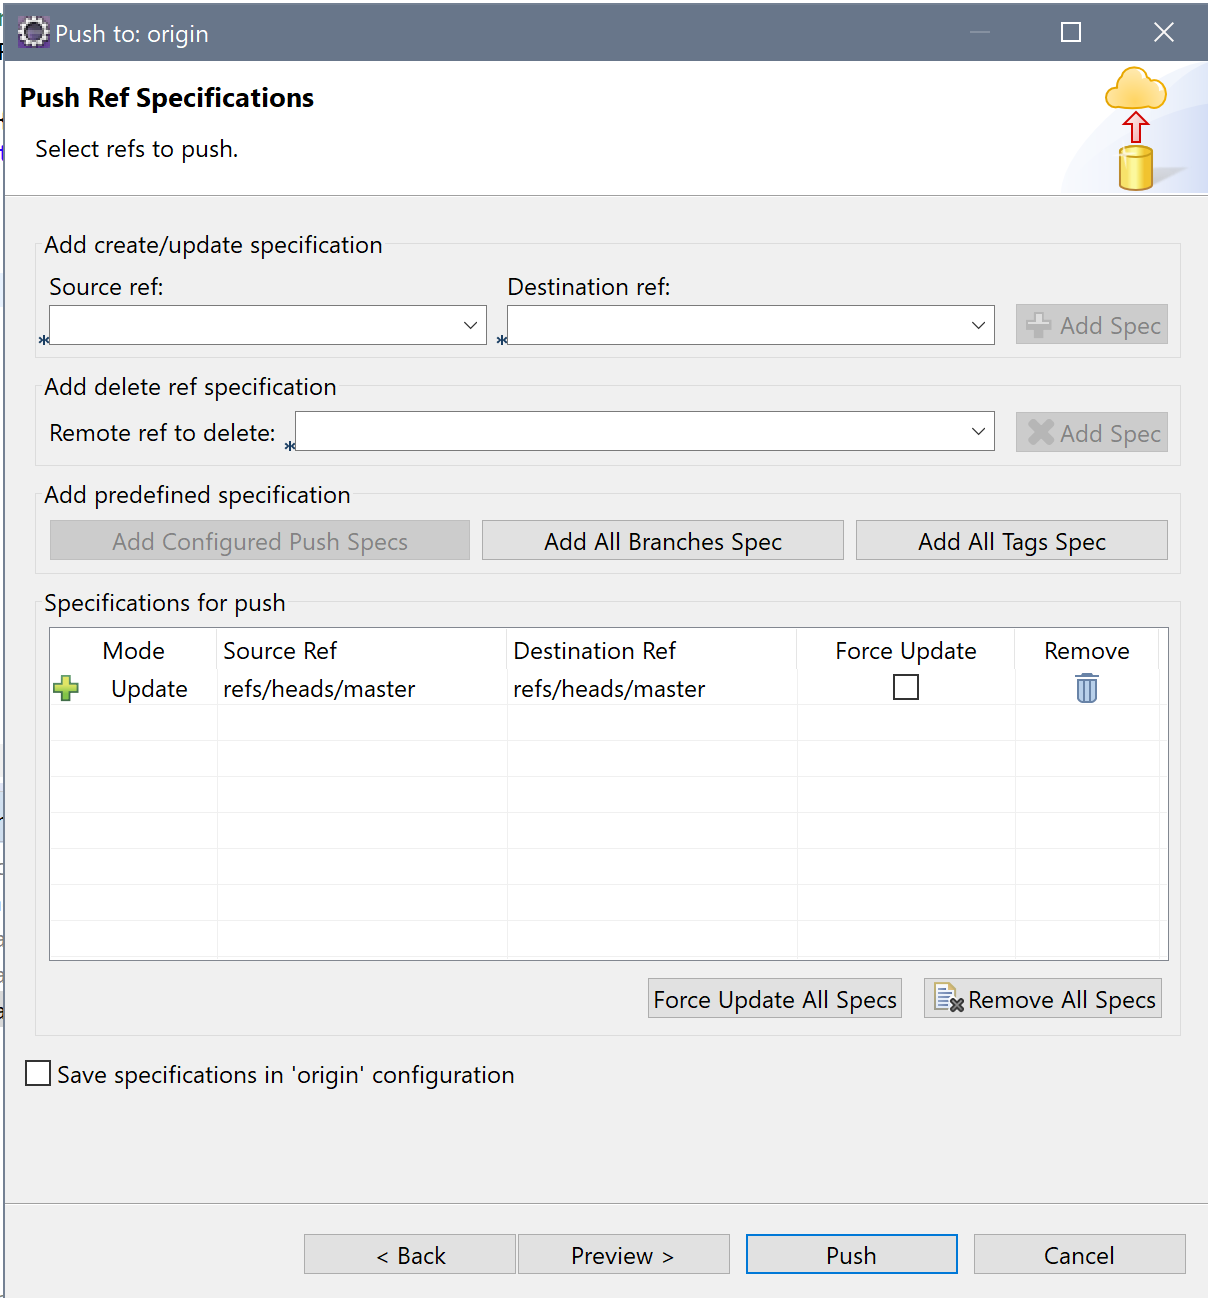 Push to: origin
Push Ref Specifications
Select refs to push.
Add create/update specification
Source ref: Destination ref:
* * Add Spec
Add delete ref specification
Remote ref to delete: * Add Spec
Add predefined specification
Add Configured Push Specs Add All Branches Spec Add All Tags Spec
Specifications for push
Mode Source Ref Destination Ref Force Update Remove
Update refs/heads/master refs/heads/master
Force Update All Specs Remove All Specs
Save specifications in 'origin' configuration
< Back Preview > Push Cancel